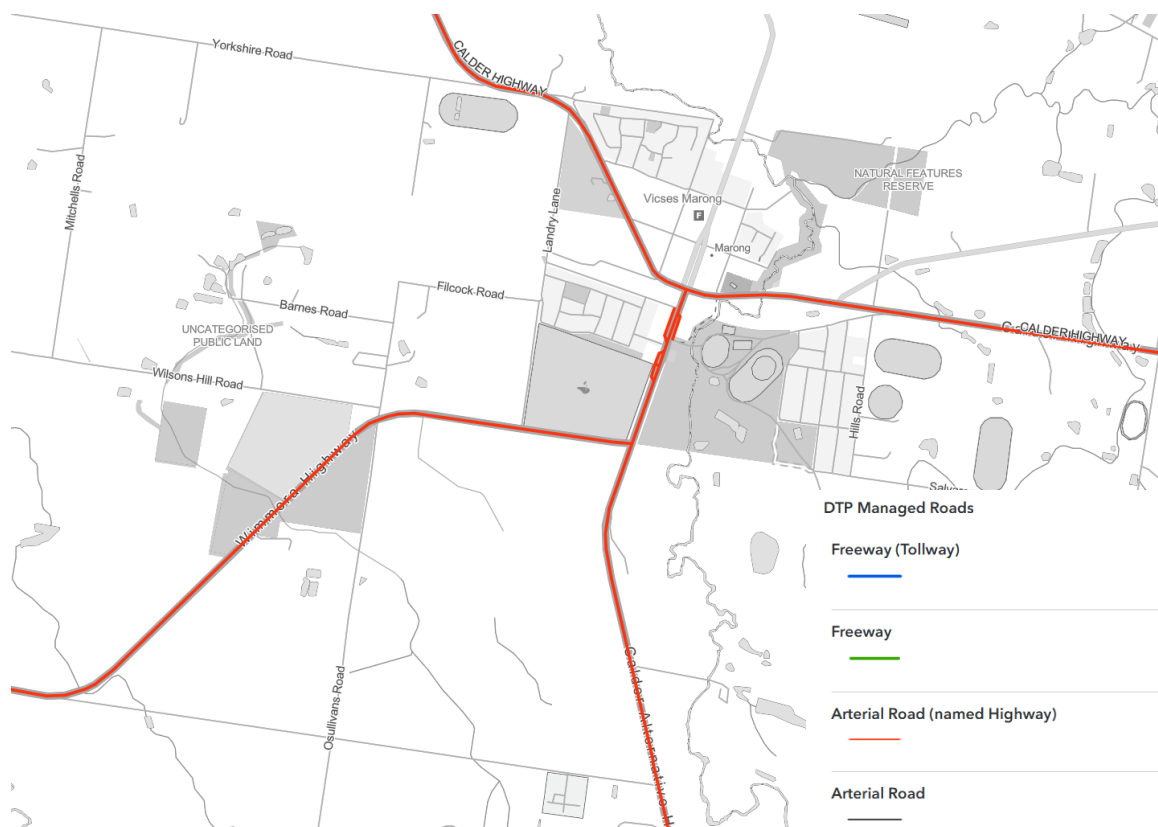 Yorkshire Road
CALDER HIGHWAY
Mitchells Road
NATURAL FEATURES
RESERVE
Vicses Marong
F
Landry Lane
Marong
Filcock Road
Barnes Road
UNCATEGORISED
PUBLIC LAND
CALDER HIGHWAY
Wilsons Hill Road
Hills Road
Wimmera Highway
Osullivans Road
Calder Alternative H
DTP Managed Roads
Freeway (Tollway)
Freeway
Arterial Road (named Highway)
Arterial Road